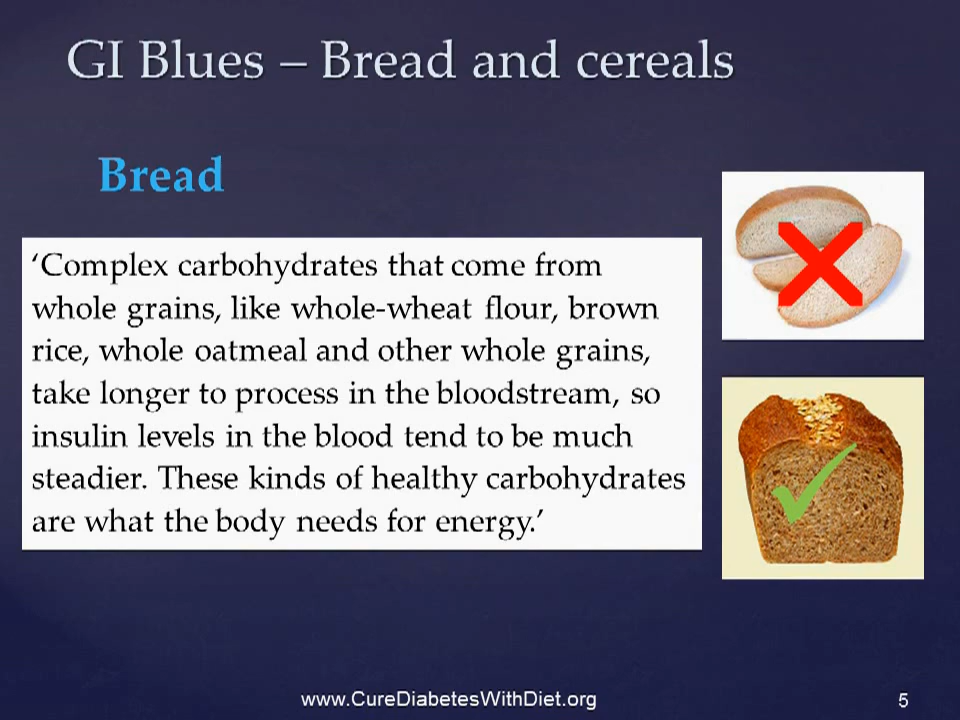 GI Blues – Bread and cereals
Bread
‘Complex carbohydrates that come from
whole grains, like whole-wheat flour, brown
rice, whole oatmeal and other whole grains,
take longer to process in the bloodstream, so
insulin levels in the blood tend to be much
steadier. These kinds of healthy carbohydrates
are what the body needs for energy.’
www.CureDiabetesWithDiet.org
5